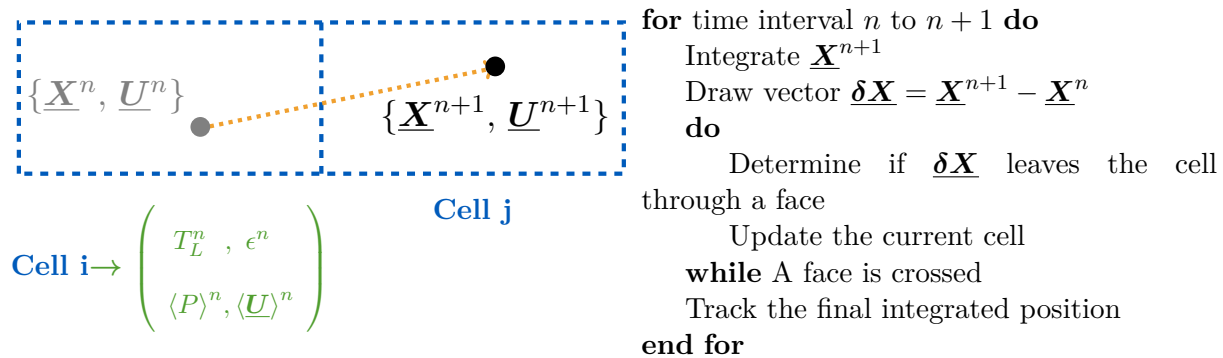 {X^n, U^n}
{X^{n+1}, U^{n+1}}
Cell j
Cell i→
T_L^n , ϵ^n
⟨P⟩^n, ⟨U⟩^n
for time interval n to n + 1 do
Integrate X^{n+1}
Draw vector δX = X^{n+1} − X^n
do
Determine if δX leaves the cell
through a face
Update the current cell
while A face is crossed
Track the final integrated position
end for